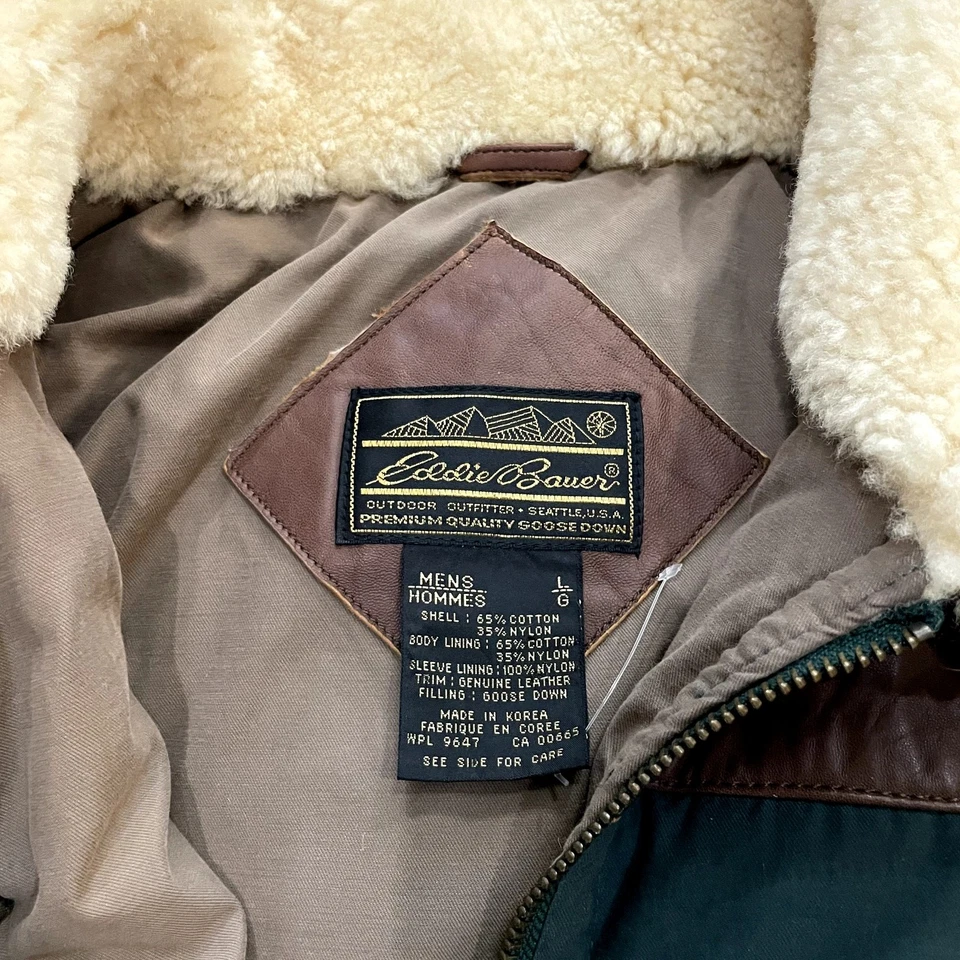 Eddie Bauer®
OUTDOOR OUTFITTER • SEATTLE, U.S.A.
PREMIUM QUALITY GOOSE DOWN
MENS L
HOMMES G
SHELL : 65% COTTON
35% NYLON
BODY LINING : 65% COTTON
35% NYLON
SLEEVE LINING : 100% NYLON
TRIM : GENUINE LEATHER
FILLING : GOOSE DOWN
MADE IN KOREA
FABRIQUE EN COREE
WPL 9647 CA 00665
SEE SIDE FOR CARE